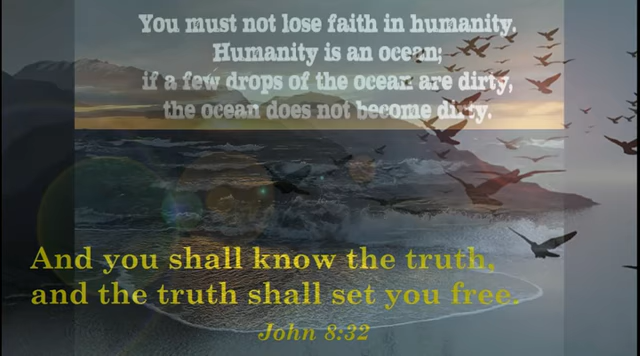 You must not lose faith in humanity.
Humanity is an ocean;
if a few drops of the ocean are dirty,
the ocean does not become dirty.
And you shall know the truth,
and the truth shall set you free.
John 8:32